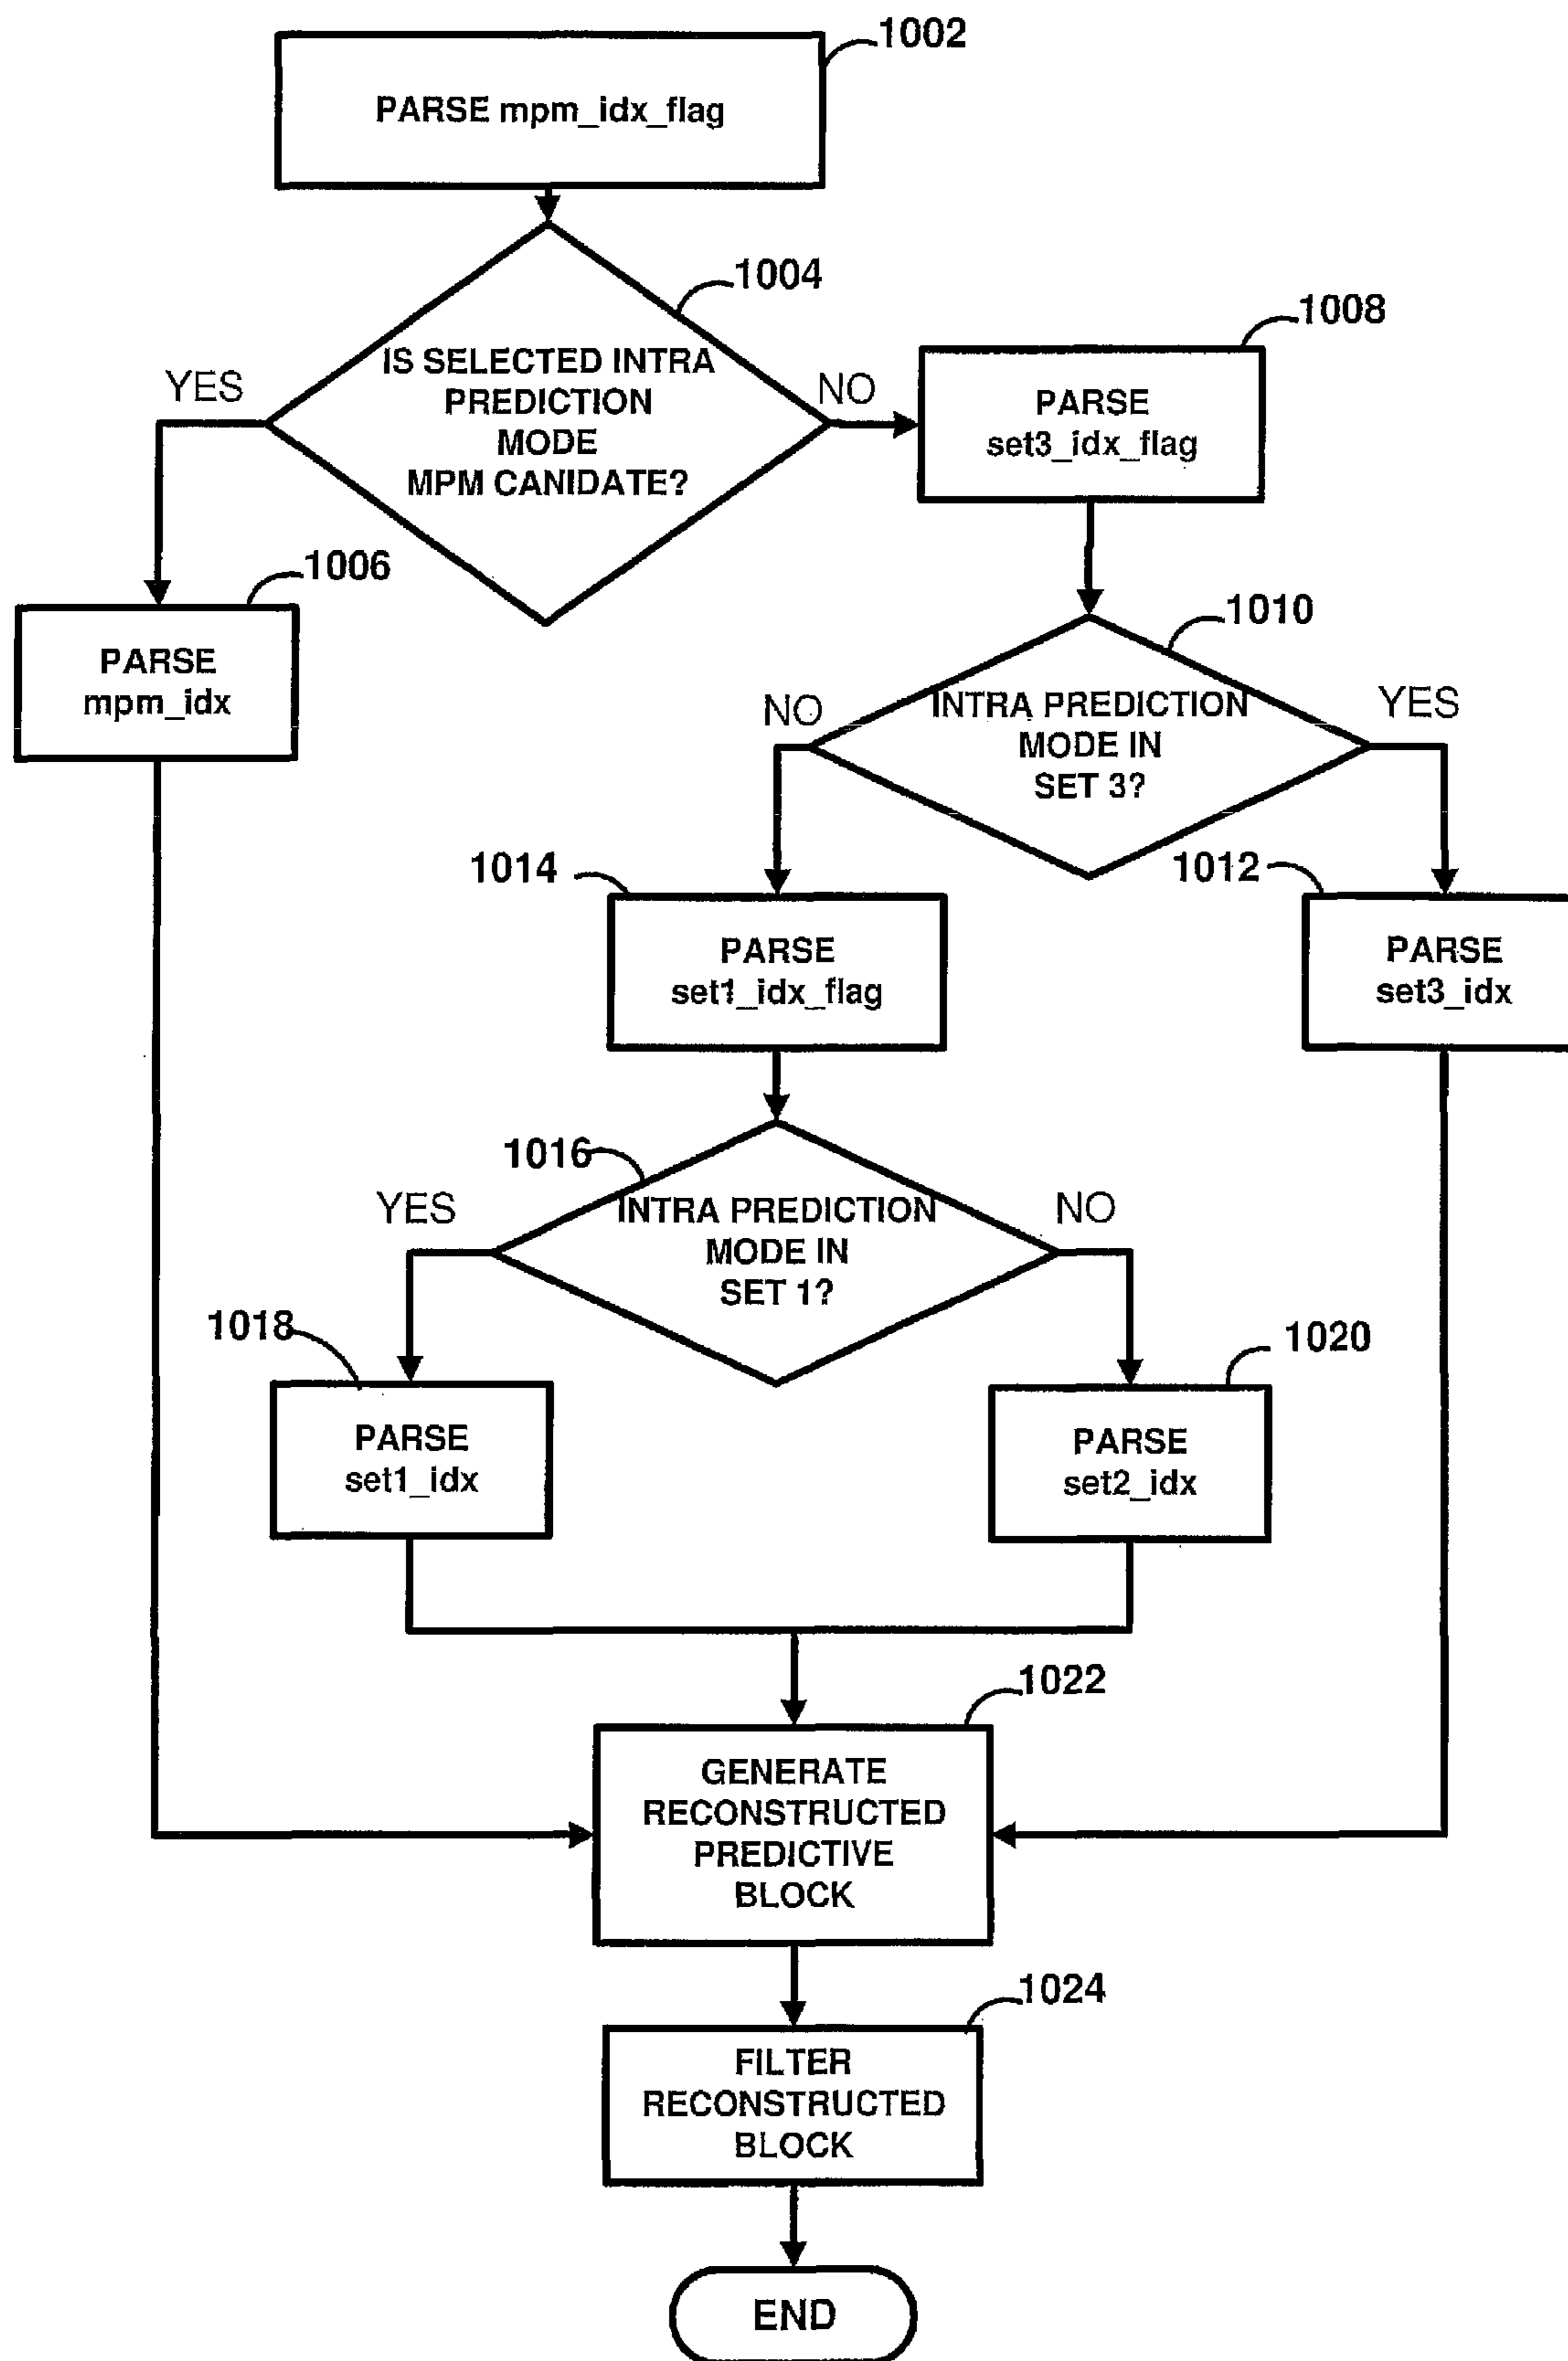 1002
PARSE mpm_idx_flag
1004
IS SELECTED INTRA
PREDICTION
MODE
MPM CANIDATE?
YES
NO
1008
PARSE
set3_idx_flag
1006
PARSE
mpm_idx
1010
INTRA PREDICTION
MODE IN
SET 3?
NO
YES
1014
PARSE
set1_idx_flag
1012
PARSE
set3_idx
1016
INTRA PREDICTION
MODE IN
SET 1?
YES
NO
1018
PARSE
set1_idx
1020
PARSE
set2_idx
1022
GENERATE
RECONSTRUCTED
PREDICTIVE
BLOCK
1024
FILTER
RECONSTRUCTED
BLOCK
END